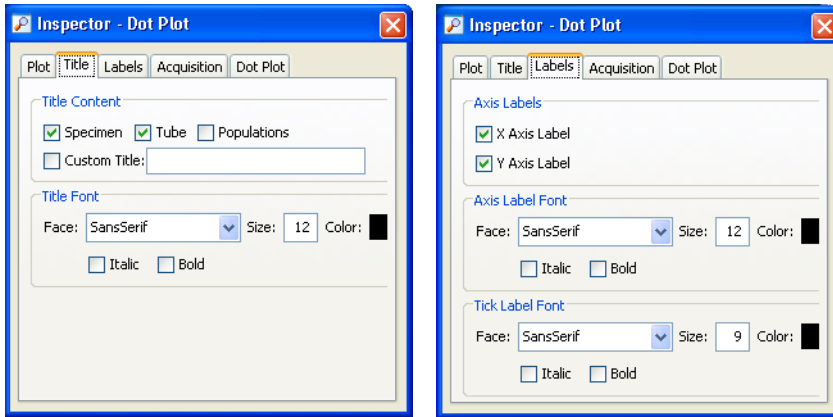 Inspector - Dot Plot
Plot Title Labels Acquisition Dot Plot
Title Content
Specimen Tube Populations
Custom Title:
Title Font
Face: SansSerif Size: 12 Color:
Italic Bold
Inspector - Dot Plot
Plot Title Labels Acquisition Dot Plot
Axis Labels
X Axis Label
Y Axis Label
Axis Label Font
Face: SansSerif Size: 12 Color:
Italic Bold
Tick Label Font
Face: SansSerif Size: 9 Color:
Italic Bold